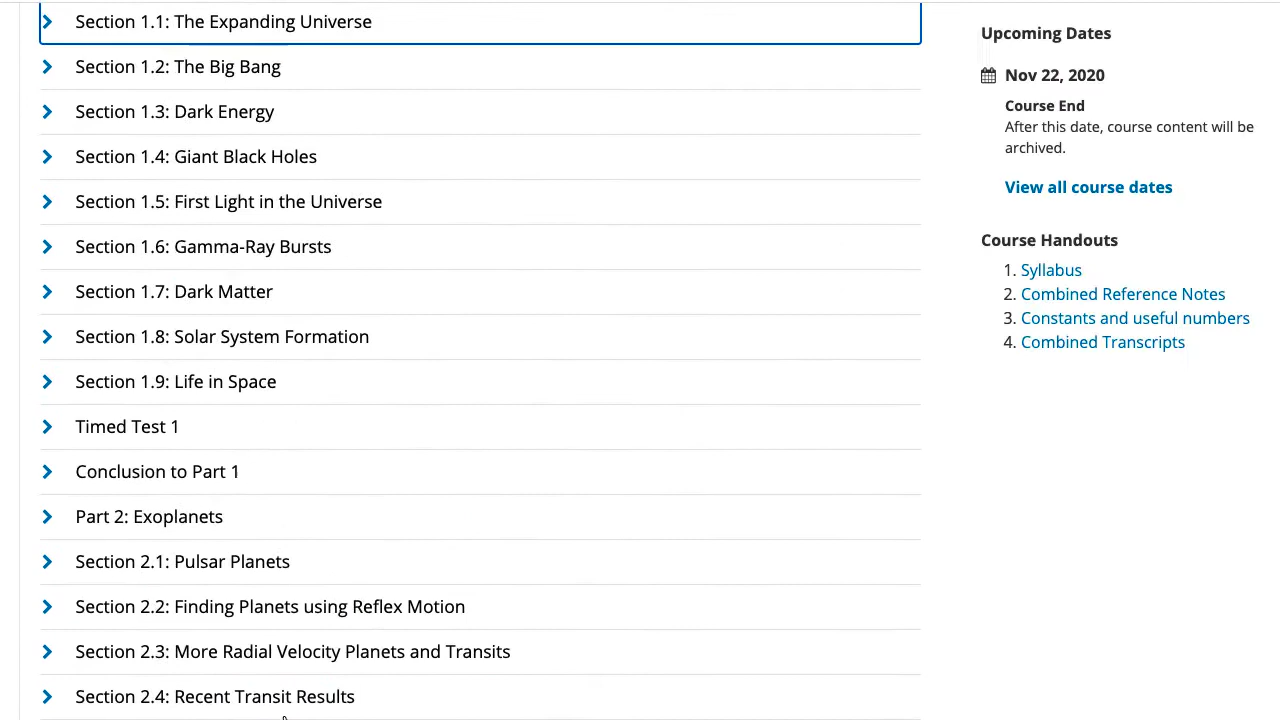 Section 1.1: The Expanding Universe
Section 1.2: The Big Bang
Section 1.3: Dark Energy
Section 1.4: Giant Black Holes
Section 1.5: First Light in the Universe
Section 1.6: Gamma-Ray Bursts
Section 1.7: Dark Matter
Section 1.8: Solar System Formation
Section 1.9: Life in Space
Timed Test 1
Conclusion to Part 1
Part 2: Exoplanets
Section 2.1: Pulsar Planets
Section 2.2: Finding Planets using Reflex Motion
Section 2.3: More Radial Velocity Planets and Transits
Section 2.4: Recent Transit Results
Upcoming Dates
Nov 22, 2020
Course End
After this date, course content will be
archived.
View all course dates
Course Handouts
1. Syllabus
2. Combined Reference Notes
3. Constants and useful numbers
4. Combined Transcripts